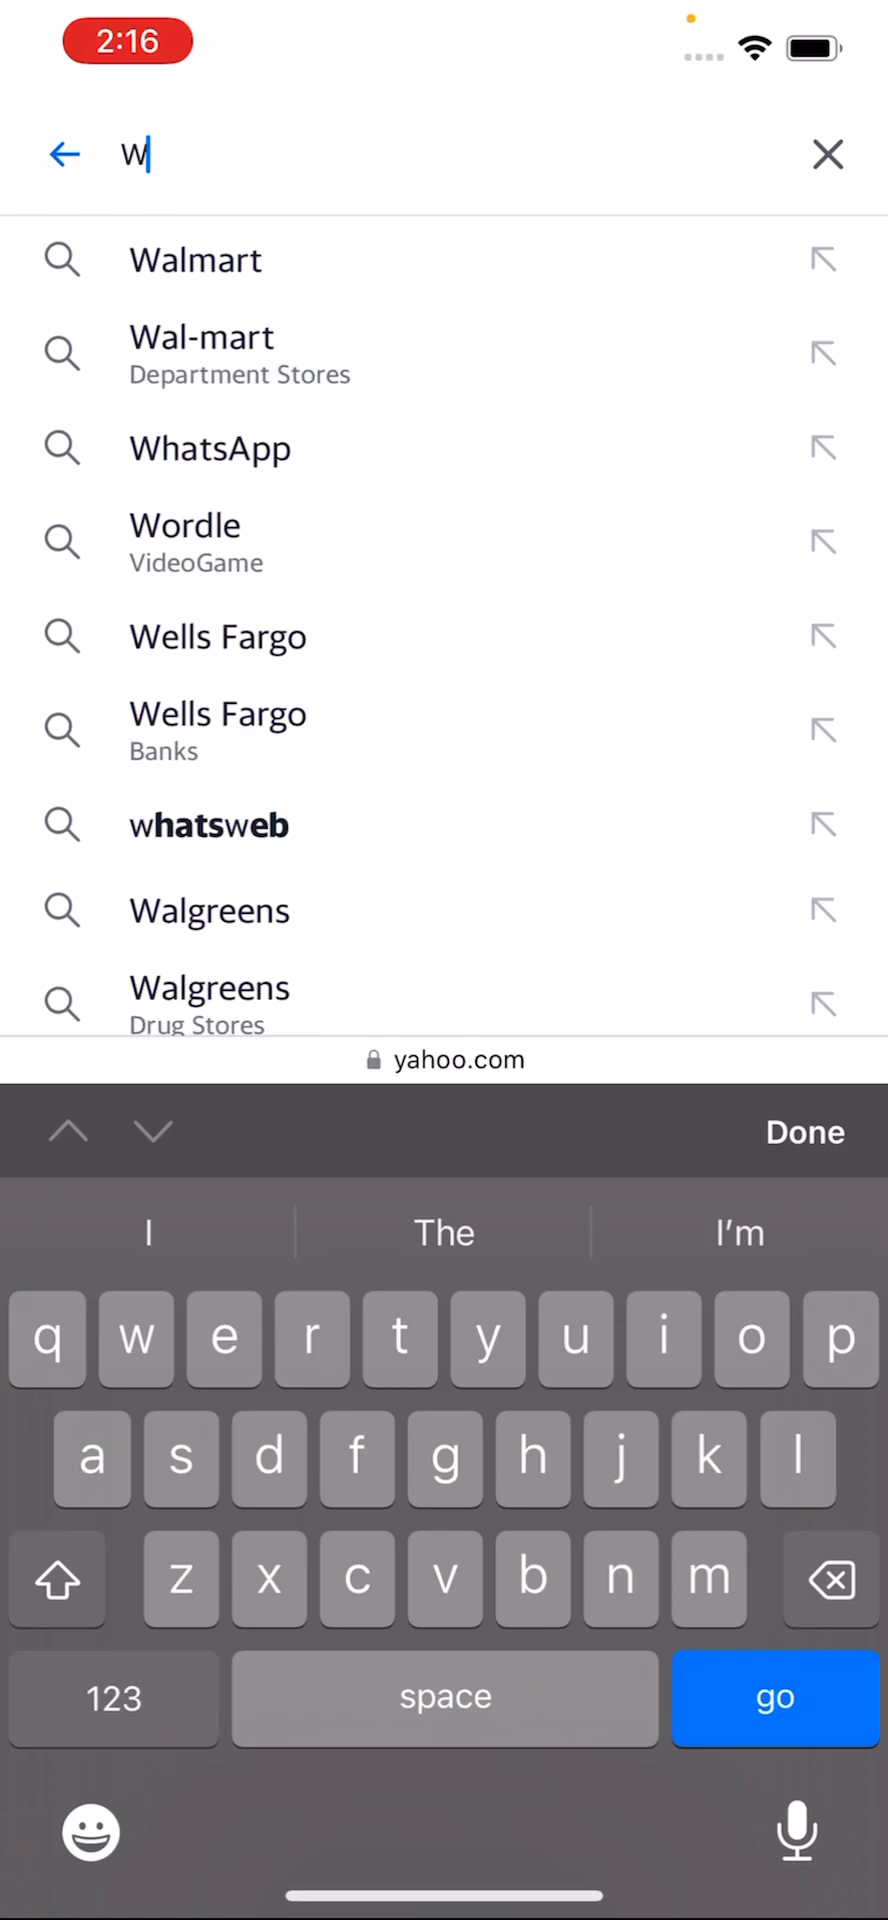 2:16
W
Walmart
Wal-mart
Department Stores
WhatsApp
Wordle
VideoGame
Wells Fargo
Wells Fargo
Banks
whatsweb
Walgreens
Walgreens
Drug Stores
yahoo.com
Done
I The I’m
q w e r t y u i o p
a s d f g h j k l
z x c v b n m
123 space go